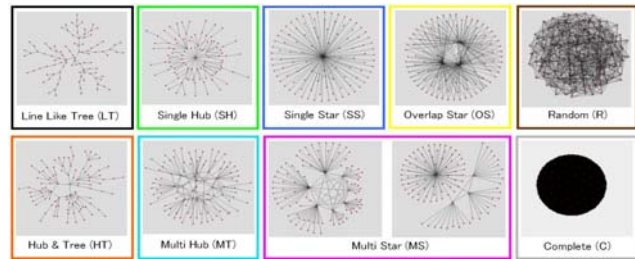 Line Like Tree (LT)
Single Hub (SH)
Single Star (SS)
Overlap Star (OS)
Random (R)
Hub & Tree (HT)
Multi Hub (MT)
Multi Star (MS)
Complete (C)